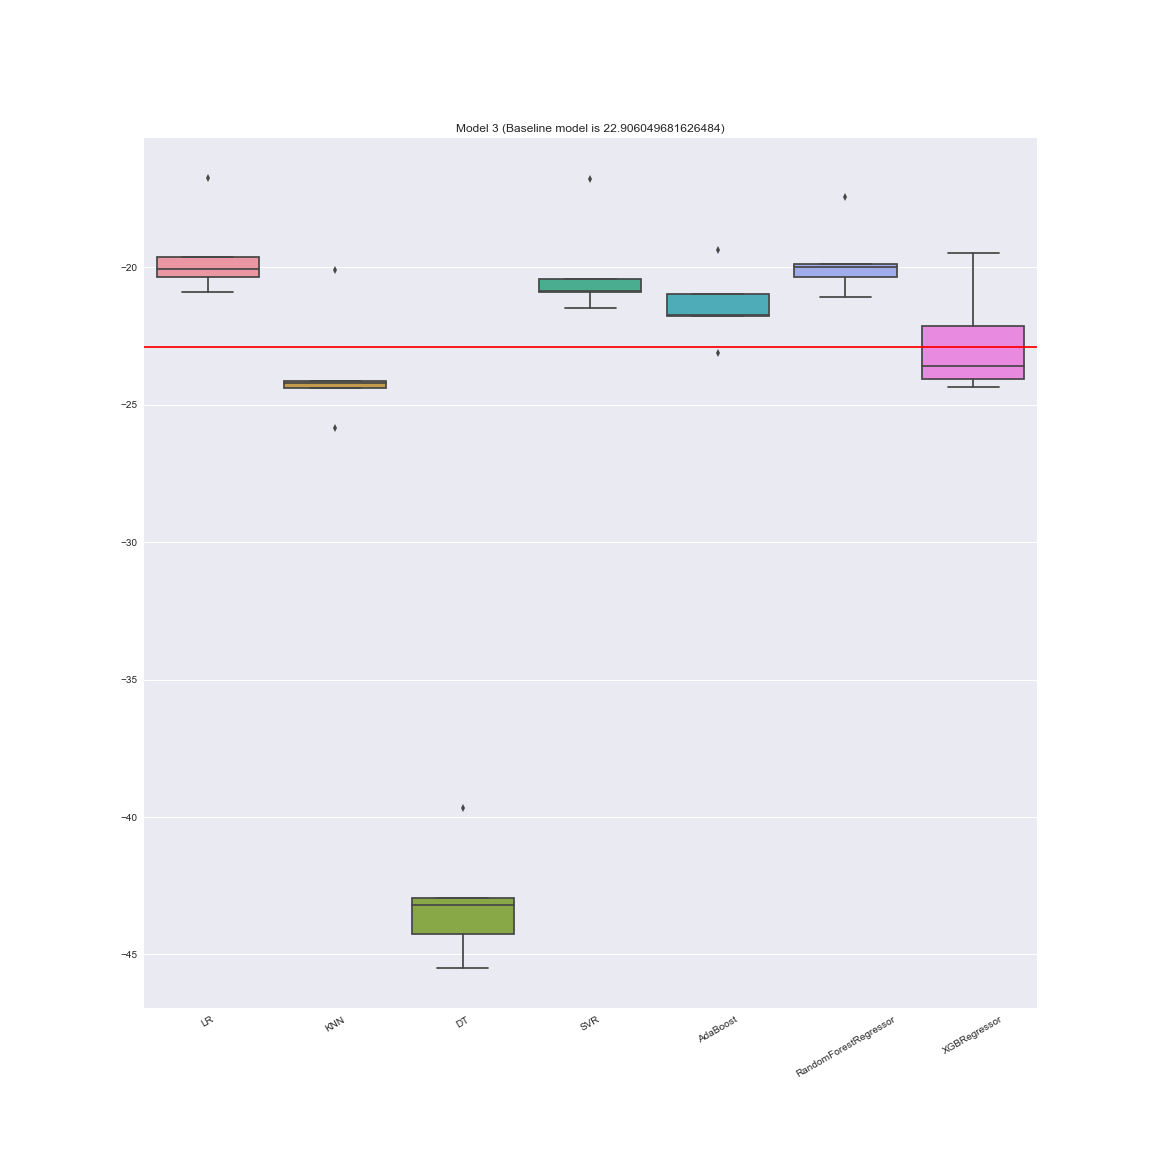 Model 3 (Baseline model is 22.906049681626484)
−20
−25
−30
−35
−40
−45
LR
KNN
DT
SVR
AdaBoost
RandomForestRegressor
XGBRegressor